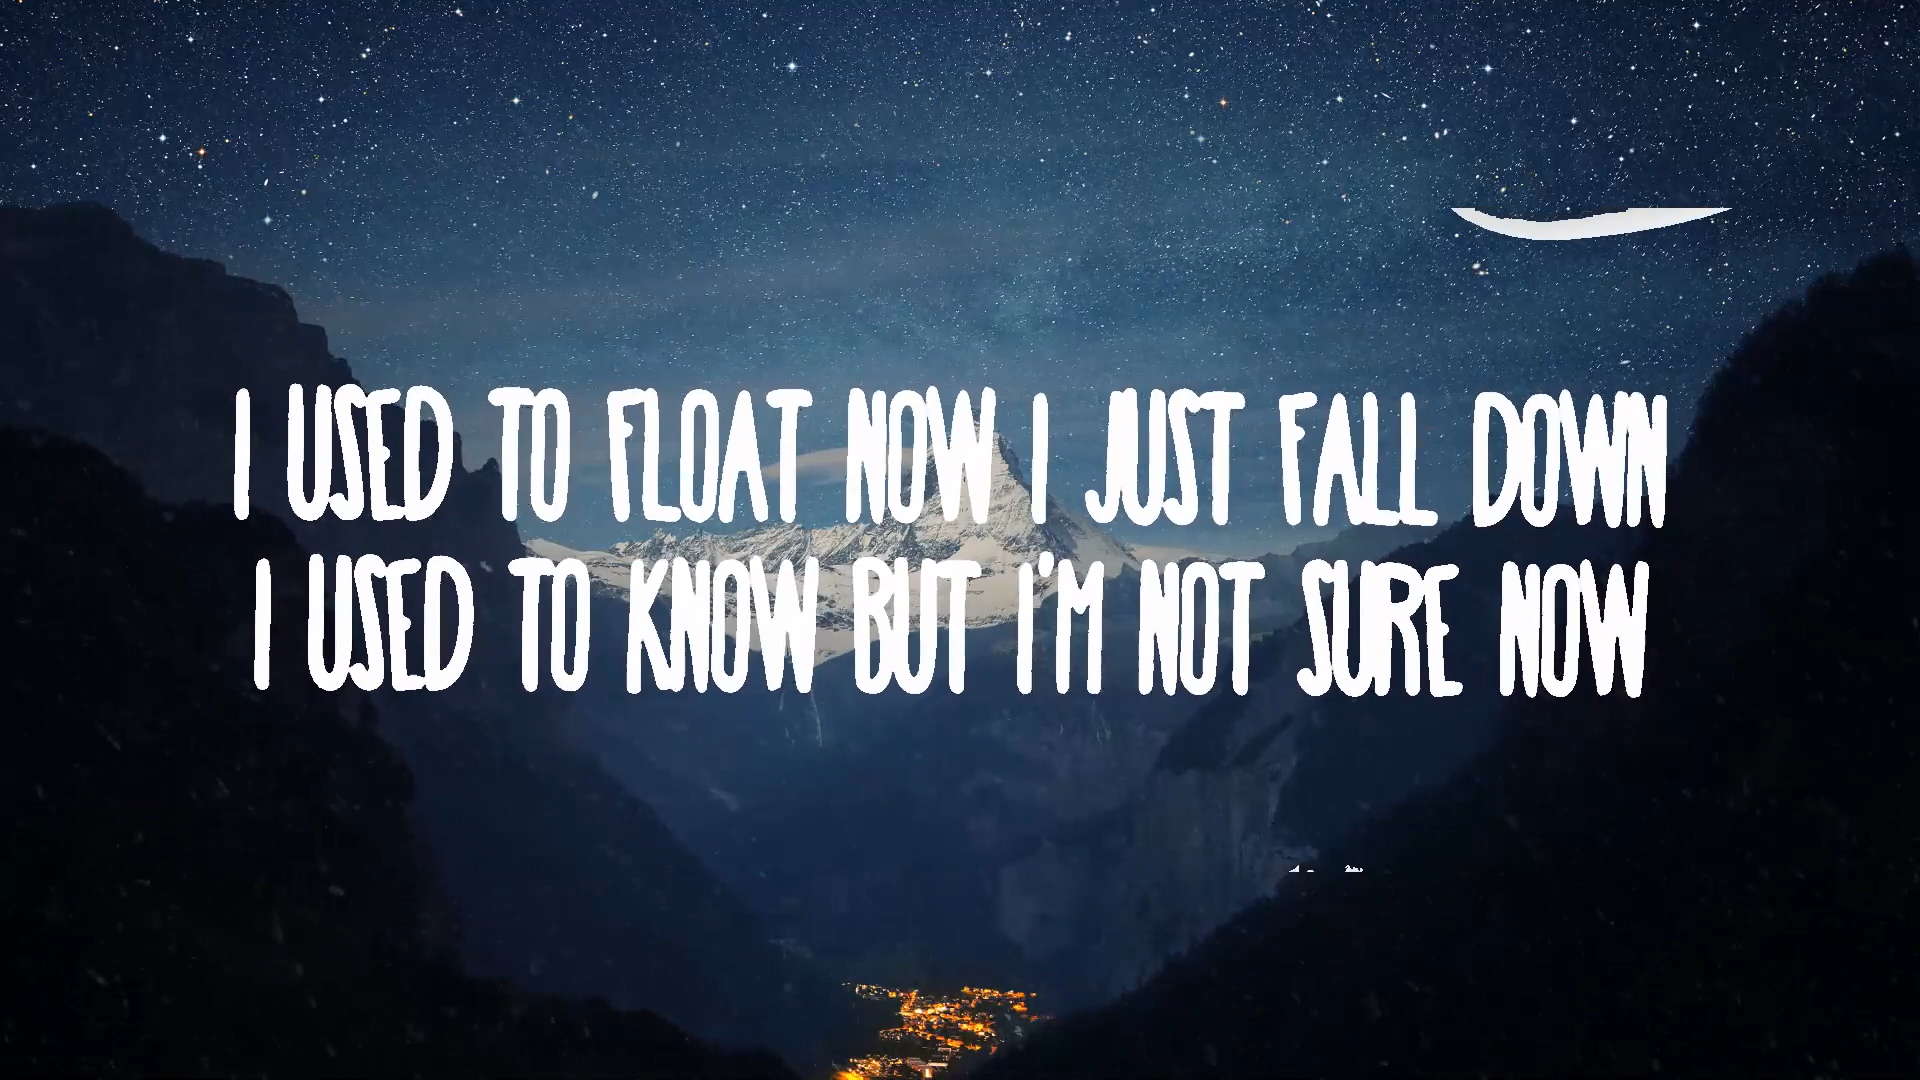 I USED TO FLOAT NOW I JUST FALL DOWN
I USED TO KNOW BUT I'M NOT SURE NOW